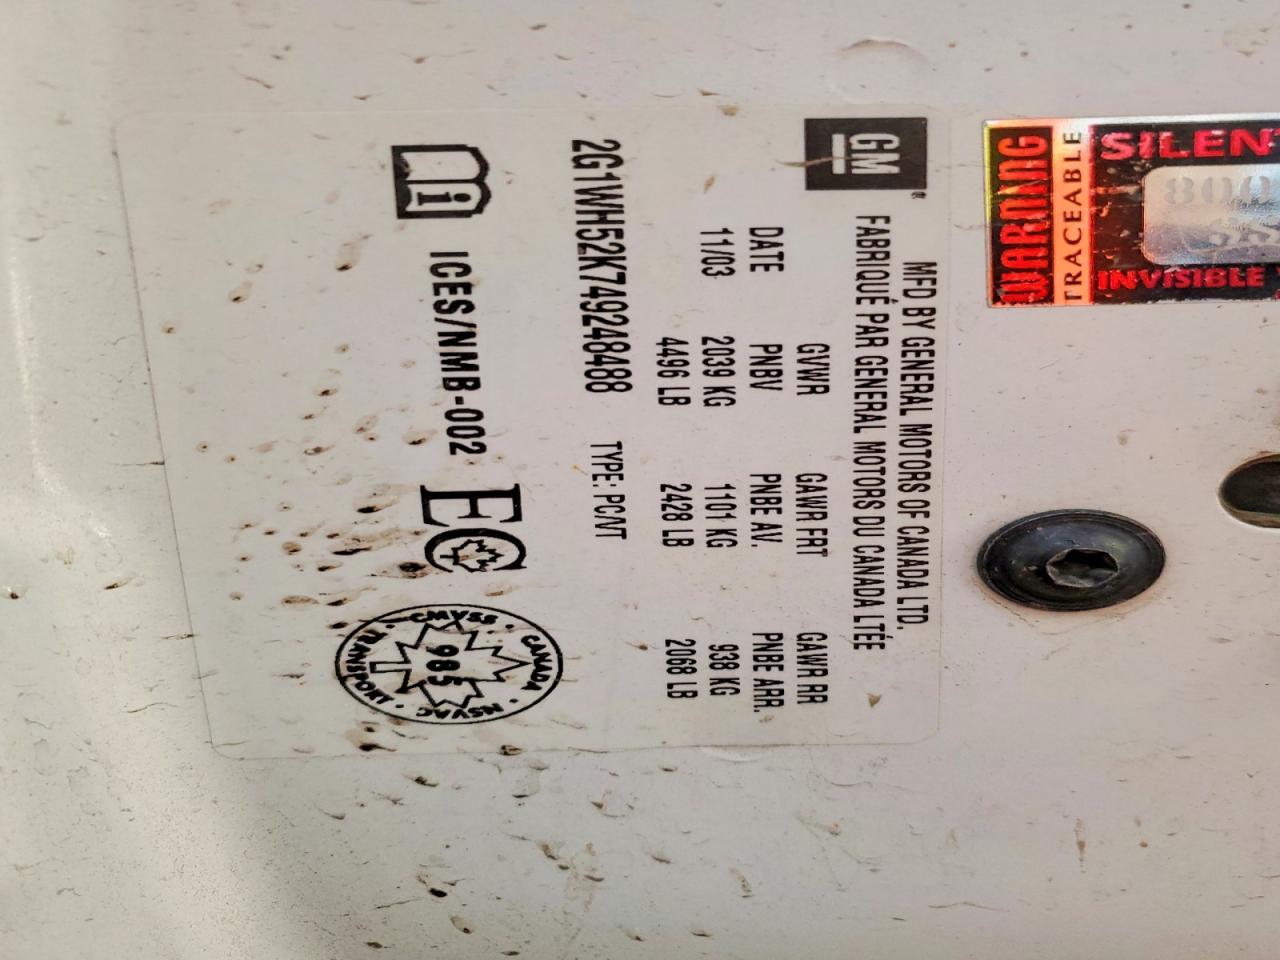 GM®
MFD BY GENERAL MOTORS OF CANADA LTD.
FABRIQUÉ PAR GENERAL MOTORS DU CANADA LTÉE
DATE GVWR GAWR FRT GAWR RR
PNBV PNBE AV. PNBE ARR.
11/03 2039 KG 1101 KG 938 KG
4496 LB 2428 LB 2068 LB
2G1WH52K749248488 TYPE: PC/VT
i ICES/NMB-002 EC
CANADA · CMVSS · TRANSPORT · NSVAC
985
WARNING
TRACEABLE
SILEN
INVISIBLE